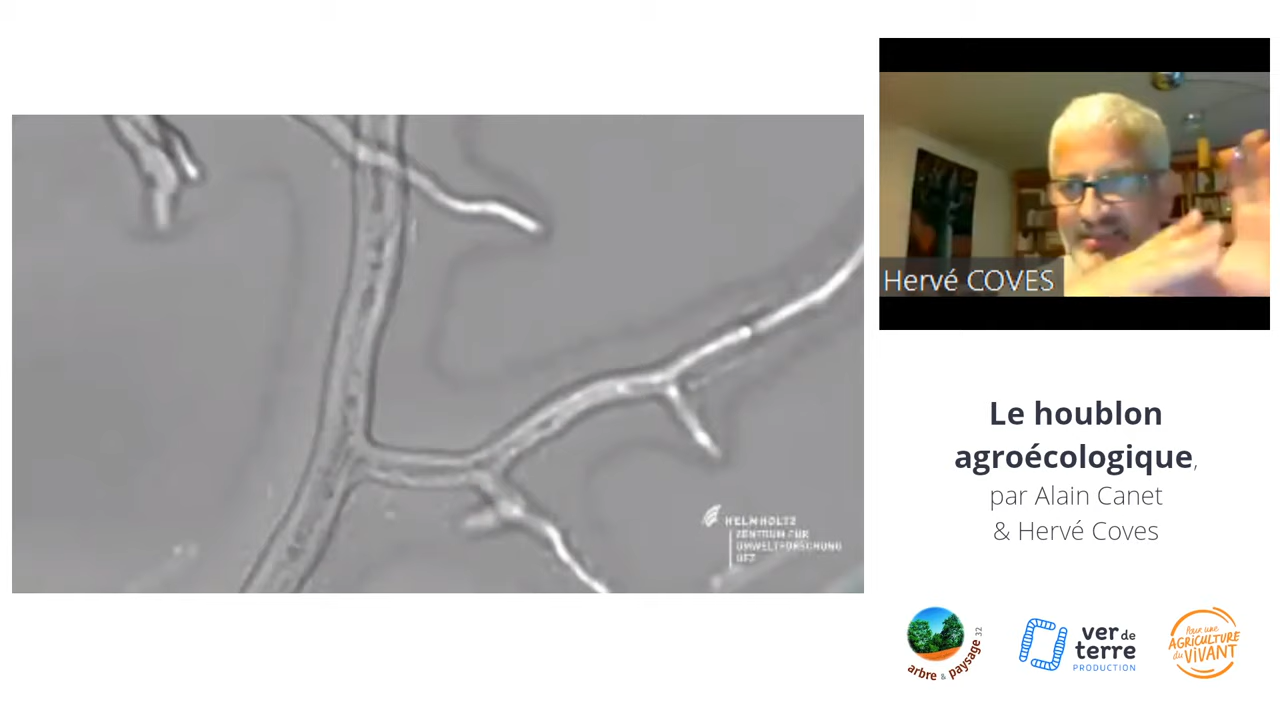 HELMHOLTZ
ZENTRUM FÜR
UMWELTFORSCHUNG
UFZ
Hervé COVES
Le houblon
agroécologique,
par Alain Canet
& Hervé Coves
arbre & paysage 32
ver de
terre
PRODUCTION
Pour une
AGRICULTURE
du VIVANT